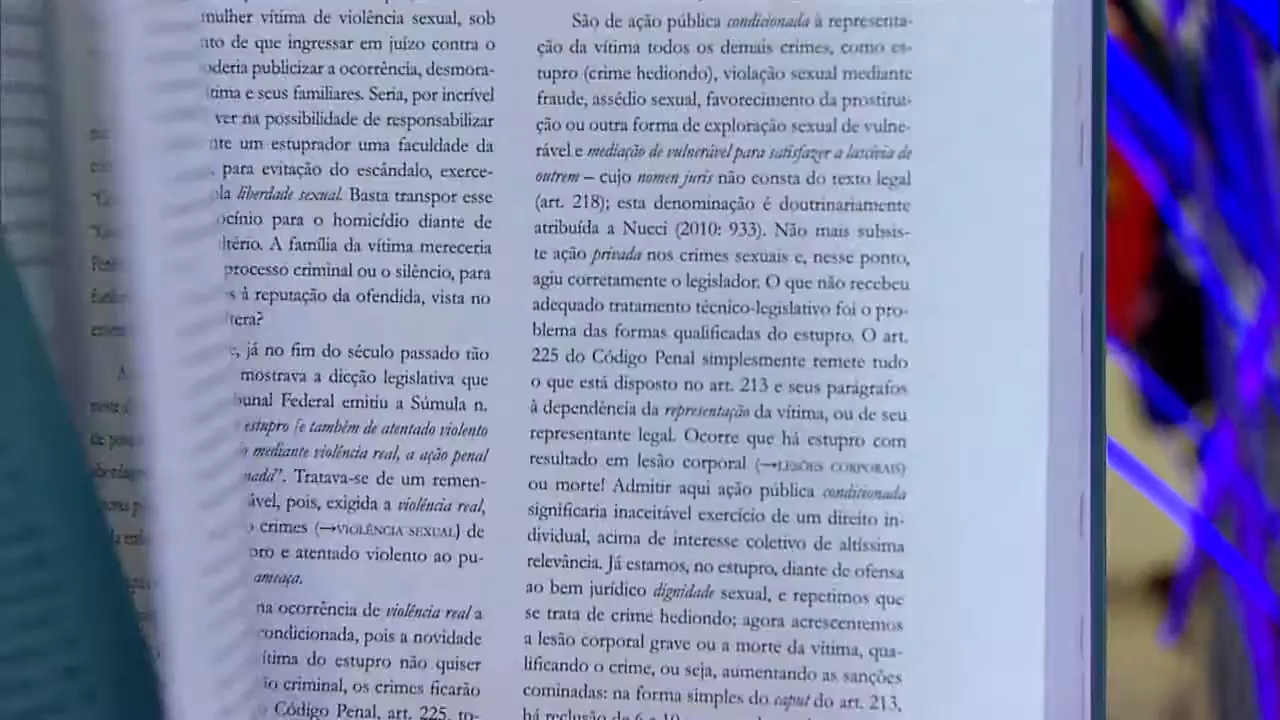 mulher vítima de violência sexual, sob
de que ingressar em juízo contra o
publicizar a ocorrência, desmora-
e seus familiares. Seria, por incrível
ver na possibilidade de responsabilizar
um estuprador uma faculdade da
para evitação do escândalo, exerce-
liberdade sexual. Basta transpor esse
para o homicídio diante de
A família da vítima mereceria
processo criminal ou o silêncio, para
à reputação da ofendida, vista no
já no fim do século passado tão
mostrava a dicção legislativa que
Federal emitiu a Súmula n.
estupro [e também de atentado violento
mediante violência real, a ação penal
Tratava-se de um remen-
pois, exigida a violência real,
crimes (→VIOLÊNCIA SEXUAL) de
e atentado violento ao pu-
ameaça.
na ocorrência de violência real a
pois a novidade
do estupro não quiser
criminal, os crimes ficarão
Código Penal, art. 225, to-
São de ação pública condicionada à representa-
ção da vítima todos os demais crimes, como es-
tupro (crime hediondo), violação sexual mediante
fraude, assédio sexual, favorecimento da prostitui-
ção ou outra forma de exploração sexual de vulne-
rável e mediação de vulnerável para satisfazer a lascívia de
outrem – cujo nomen juris não consta do texto legal
(art. 218); esta denominação é doutrinariamente
atribuída a Nucci (2010: 933). Não mais subsis-
te ação privada nos crimes sexuais e, nesse ponto,
agiu corretamente o legislador. O que não recebeu
adequado tratamento técnico-legislativo foi o pro-
blema das formas qualificadas do estupro. O art.
225 do Código Penal simplesmente remete tudo
o que está disposto no art. 213 e seus parágrafos
à dependência da representação da vítima, ou de seu
representante legal. Ocorre que há estupro com
resultado em lesão corporal (→LESÕES CORPORAIS)
ou morte! Admitir aqui ação pública condicionada
significaria inaceitável exercício de um direito in-
dividual, acima de interesse coletivo de altíssima
relevância. Já estamos, no estupro, diante de ofensa
ao bem jurídico dignidade sexual, e repetimos que
se trata de crime hediondo; agora acrescentemos
a lesão corporal grave ou a morte da vítima, qua-
lificando o crime, ou seja, aumentando as sanções
cominadas: na forma simples do caput do art. 213,
há reclusão de 6 a 10